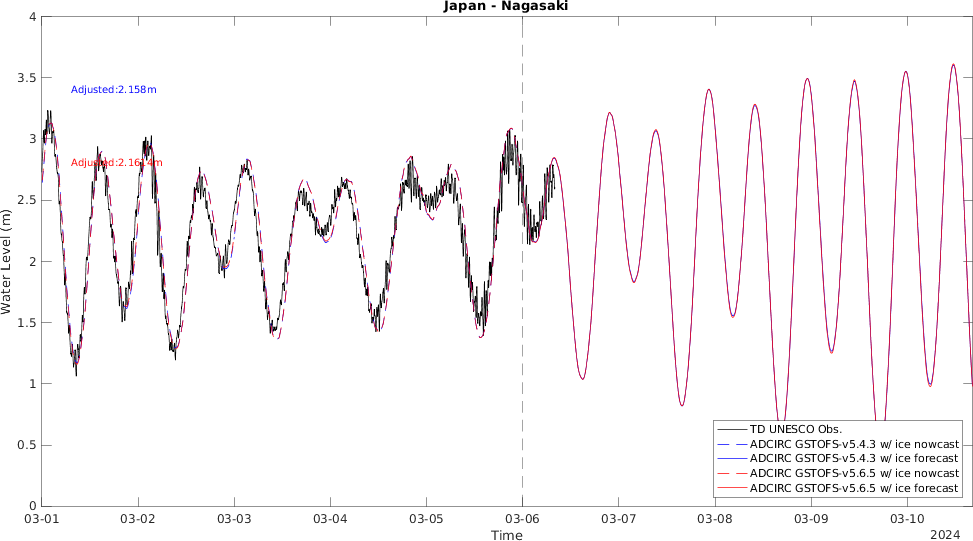 Japan - Nagasaki
4
3.5
Adjusted:2.158m
3
2.5
2
1.5
1
0.5
0
Water Level (m)
TD UNESCO Obs.
ADCIRC GSTOFS-v5.4.3 w/ ice nowcast
ADCIRC GSTOFS-v5.4.3 w/ ice forecast
ADCIRC GSTOFS-v5.6.5 w/ ice nowcast
ADCIRC GSTOFS-v5.6.5 w/ ice forecast
03-01 03-02 03-03 03-04 03-05 03-06 03-07 03-08 03-09 03-10
Time
2024